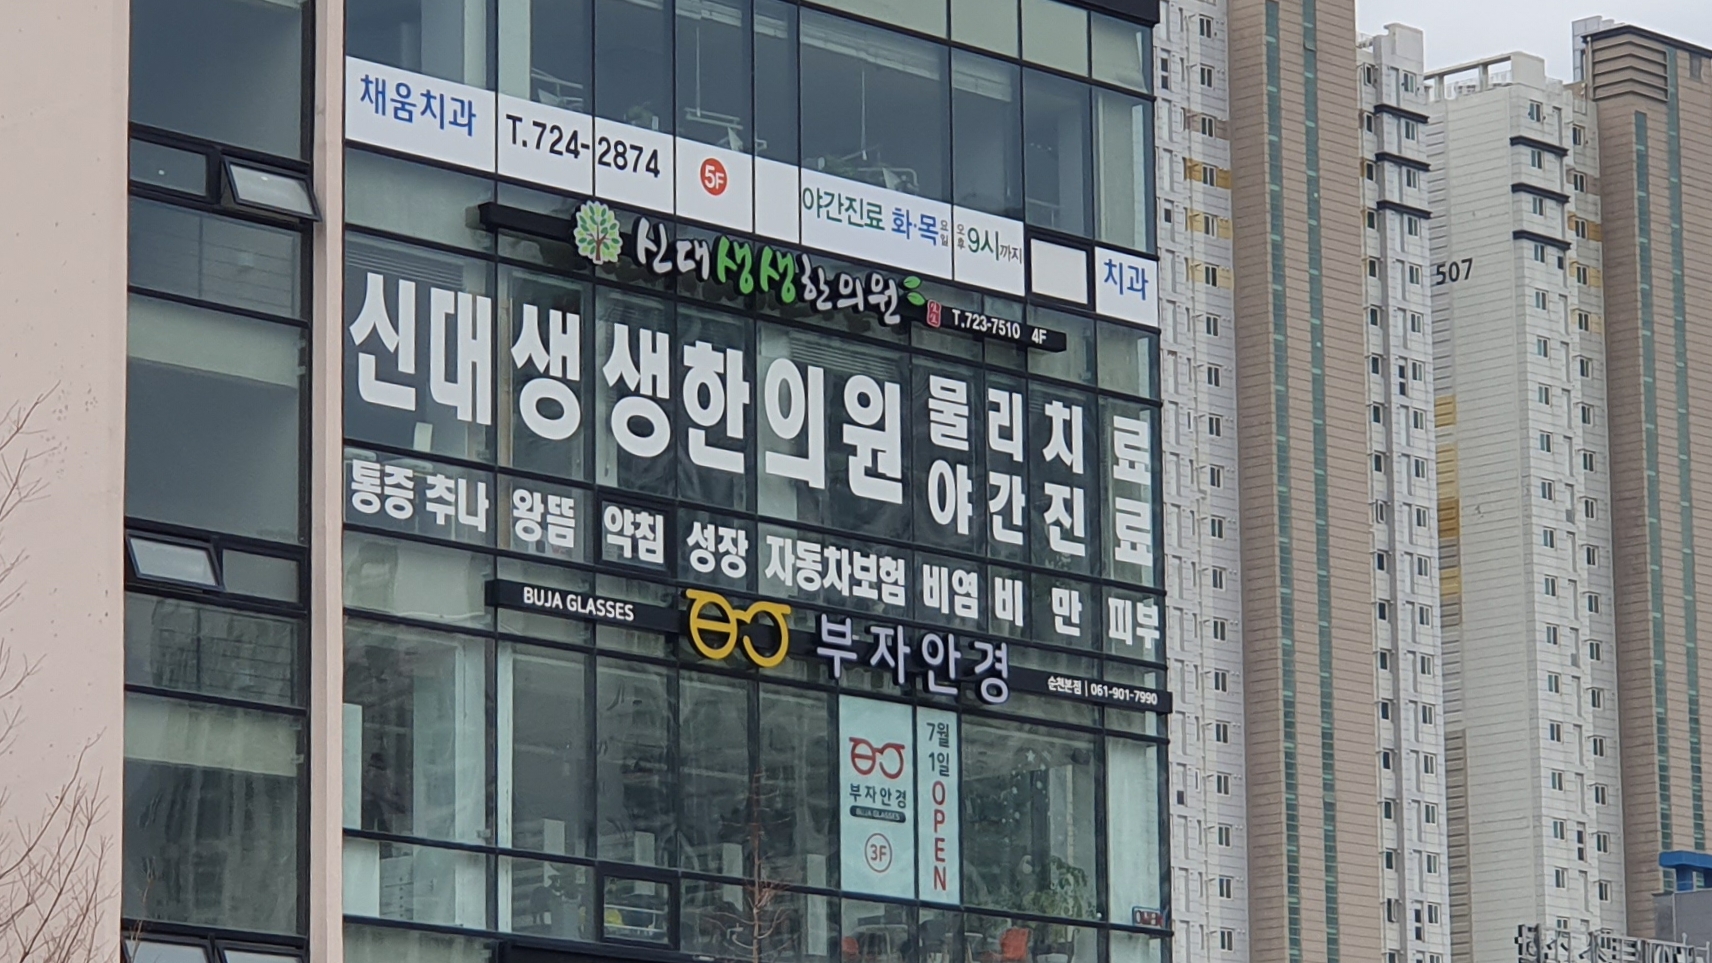 채움치과 T.724-2874 5F 야간진료 화·목요일 오후9시까지 치과
신대생생한의원 생생 T.723-7510 4F
신대생생한의원 물리치료
야간진료
통증 추나 왕뜸 약침 성장 자동차보험 비염 비만 피부
BUJA GLASSES 부자안경 순천본점 | 061-901-7990
부자안경
BUJA GLASSES
3F
7월
1일
OPEN
OPEN
507